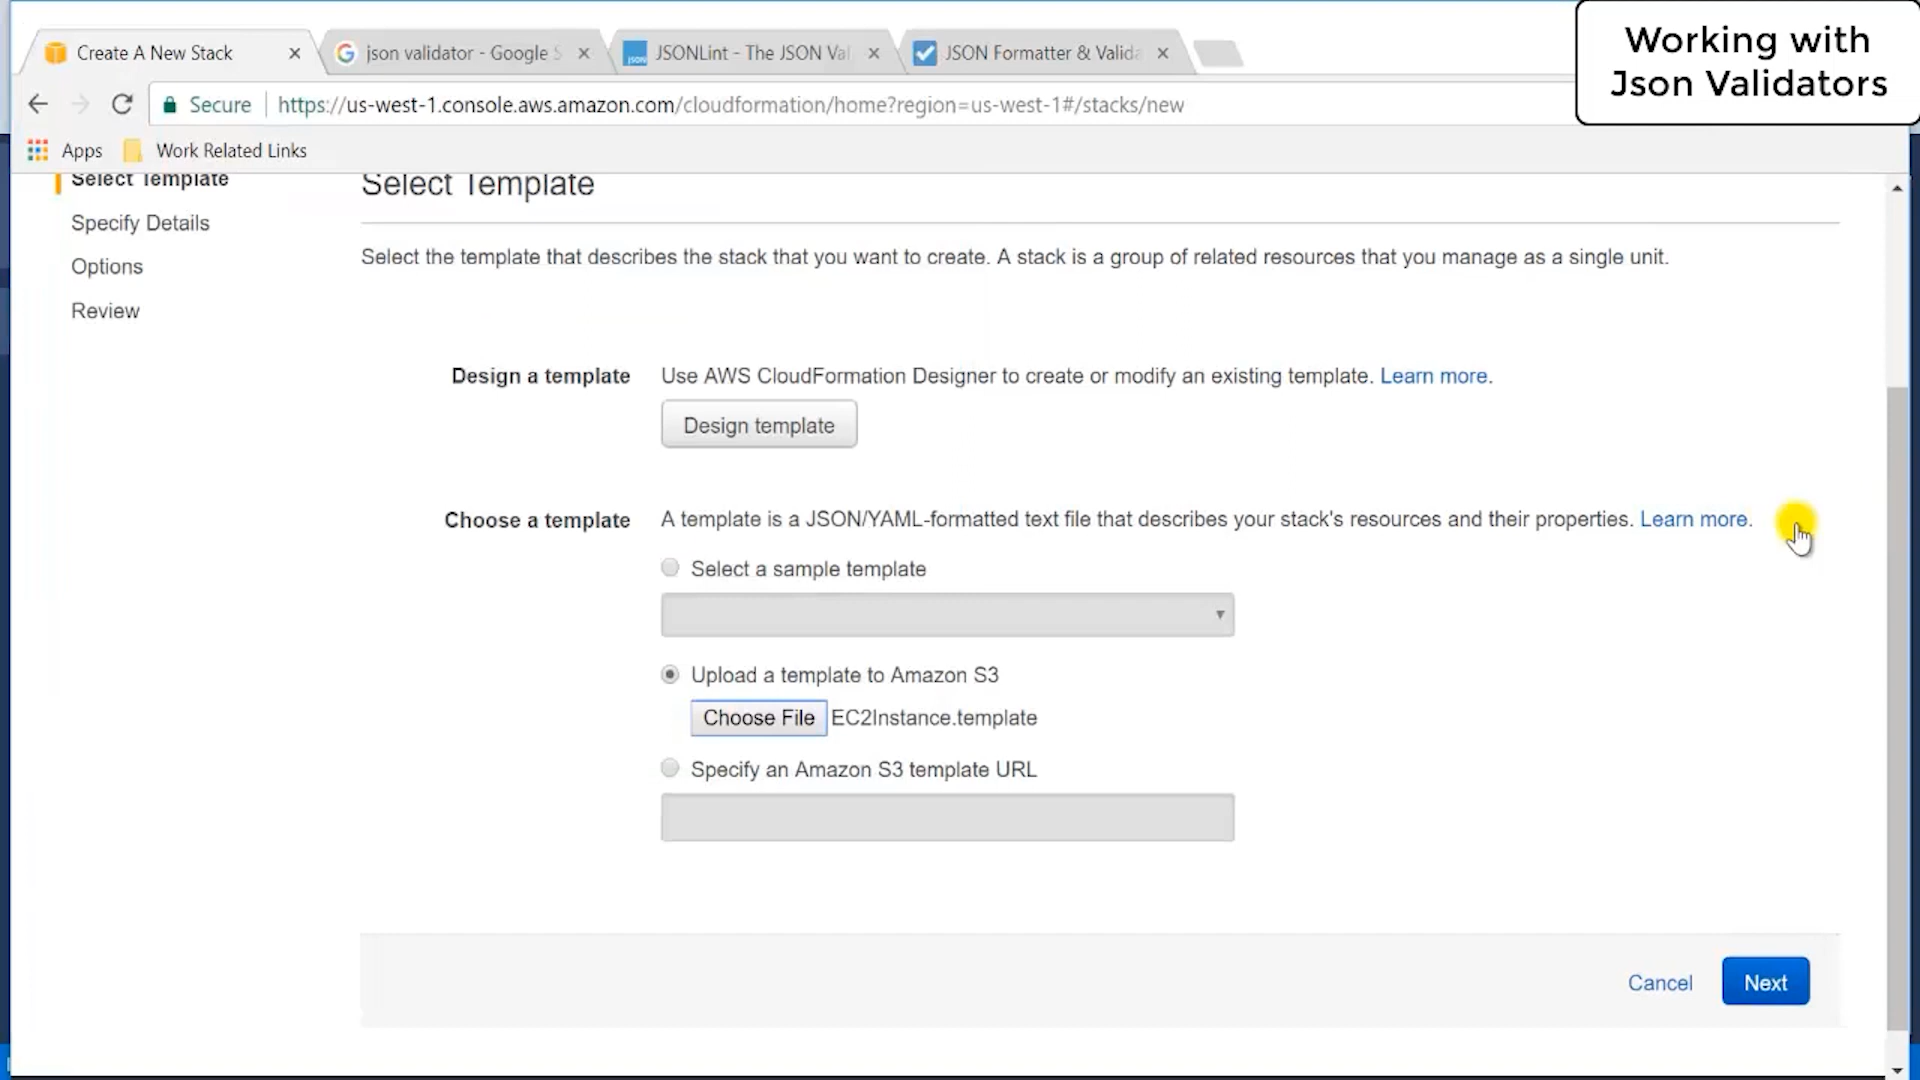 Working with
Json Validators
Create A New Stack
json validator - Google S
JSONLint - The JSON Val
JSON Formatter & Valida
Secure
https://us-west-1.console.aws.amazon.com/cloudformation/home?region=us-west-1#/stacks/new
Apps
Work Related Links
Select Template
Specify Details
Options
Review
Select Template
Select the template that describes the stack that you want to create. A stack is a group of related resources that you manage as a single unit.
Design a template
Use AWS CloudFormation Designer to create or modify an existing template. Learn more.
Design template
Choose a template
A template is a JSON/YAML-formatted text file that describes your stack's resources and their properties. Learn more.
Select a sample template
Upload a template to Amazon S3
Choose File EC2Instance.template
Specify an Amazon S3 template URL
Cancel
Next